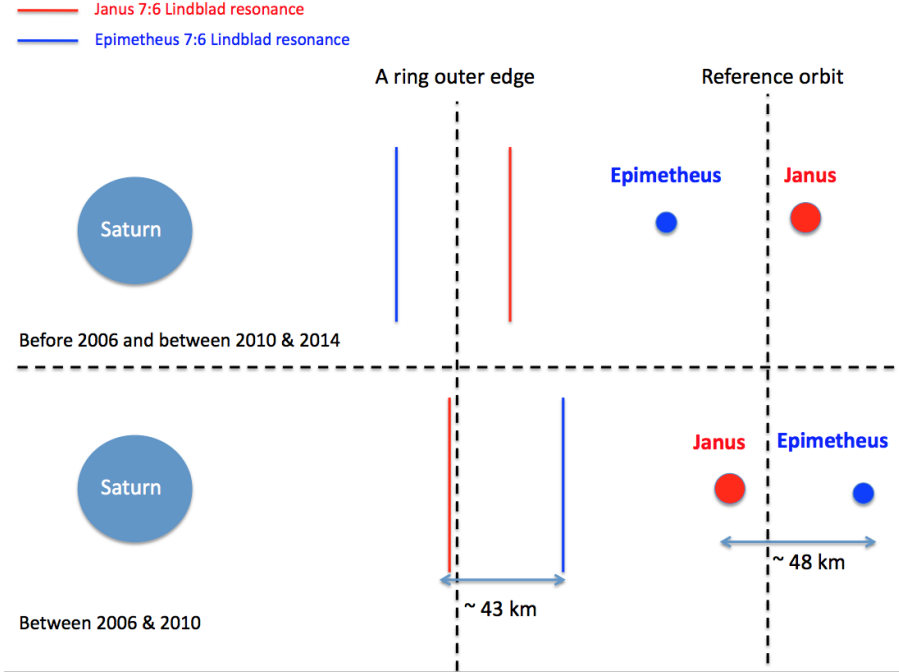 Janus 7:6 Lindblad resonance
Epimetheus 7:6 Lindblad resonance
A ring outer edge
Reference orbit
Epimetheus
Janus
Saturn
Before 2006 and between 2010 & 2014
Janus
Epimetheus
Saturn
~ 48 km
~ 43 km
Between 2006 & 2010